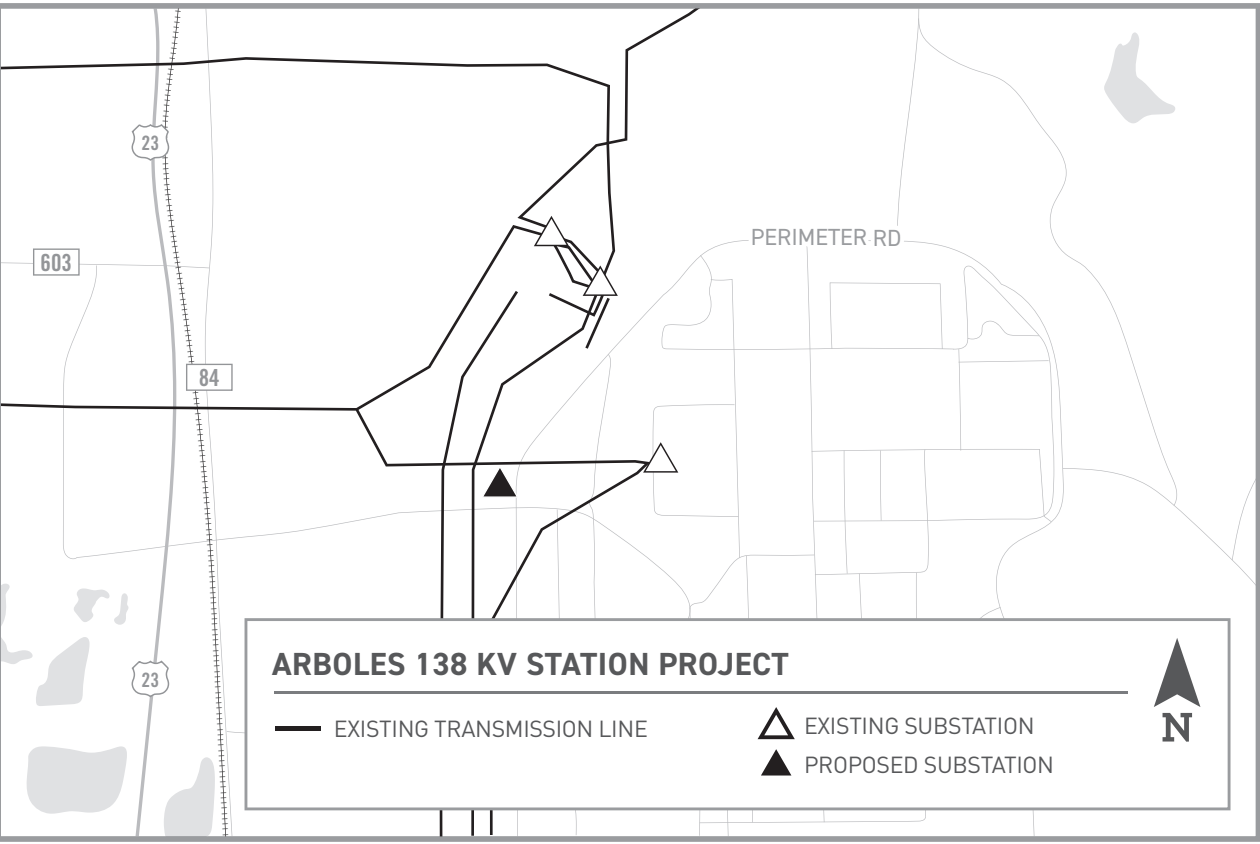 23
PERIMETER RD
603
84
23
ARBOLES 138 KV STATION PROJECT
EXISTING TRANSMISSION LINE
EXISTING SUBSTATION
PROPOSED SUBSTATION
N